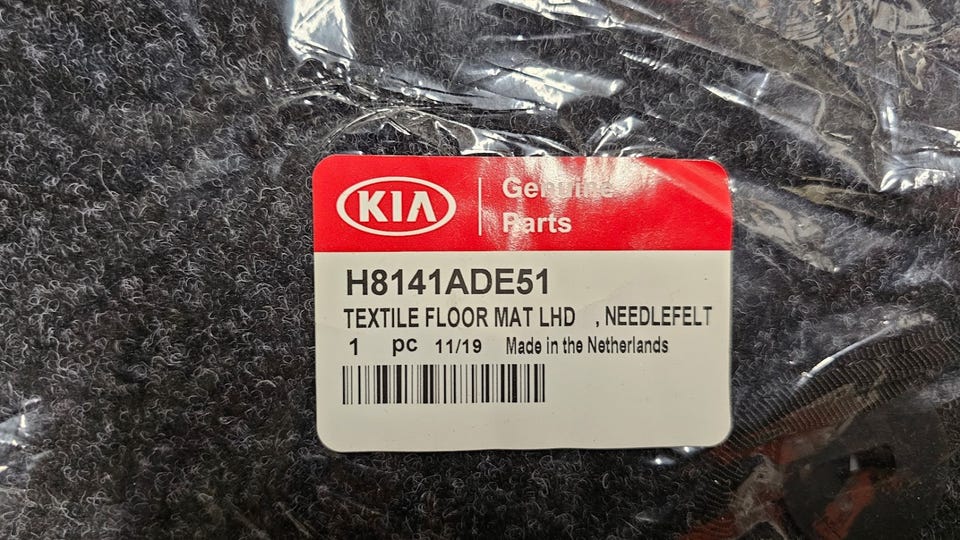 KIA
Genuine
Parts
H8141ADE51
TEXTILE FLOOR MAT LHD , NEEDLEFELT
1 pc 11/19 Made in the Netherlands